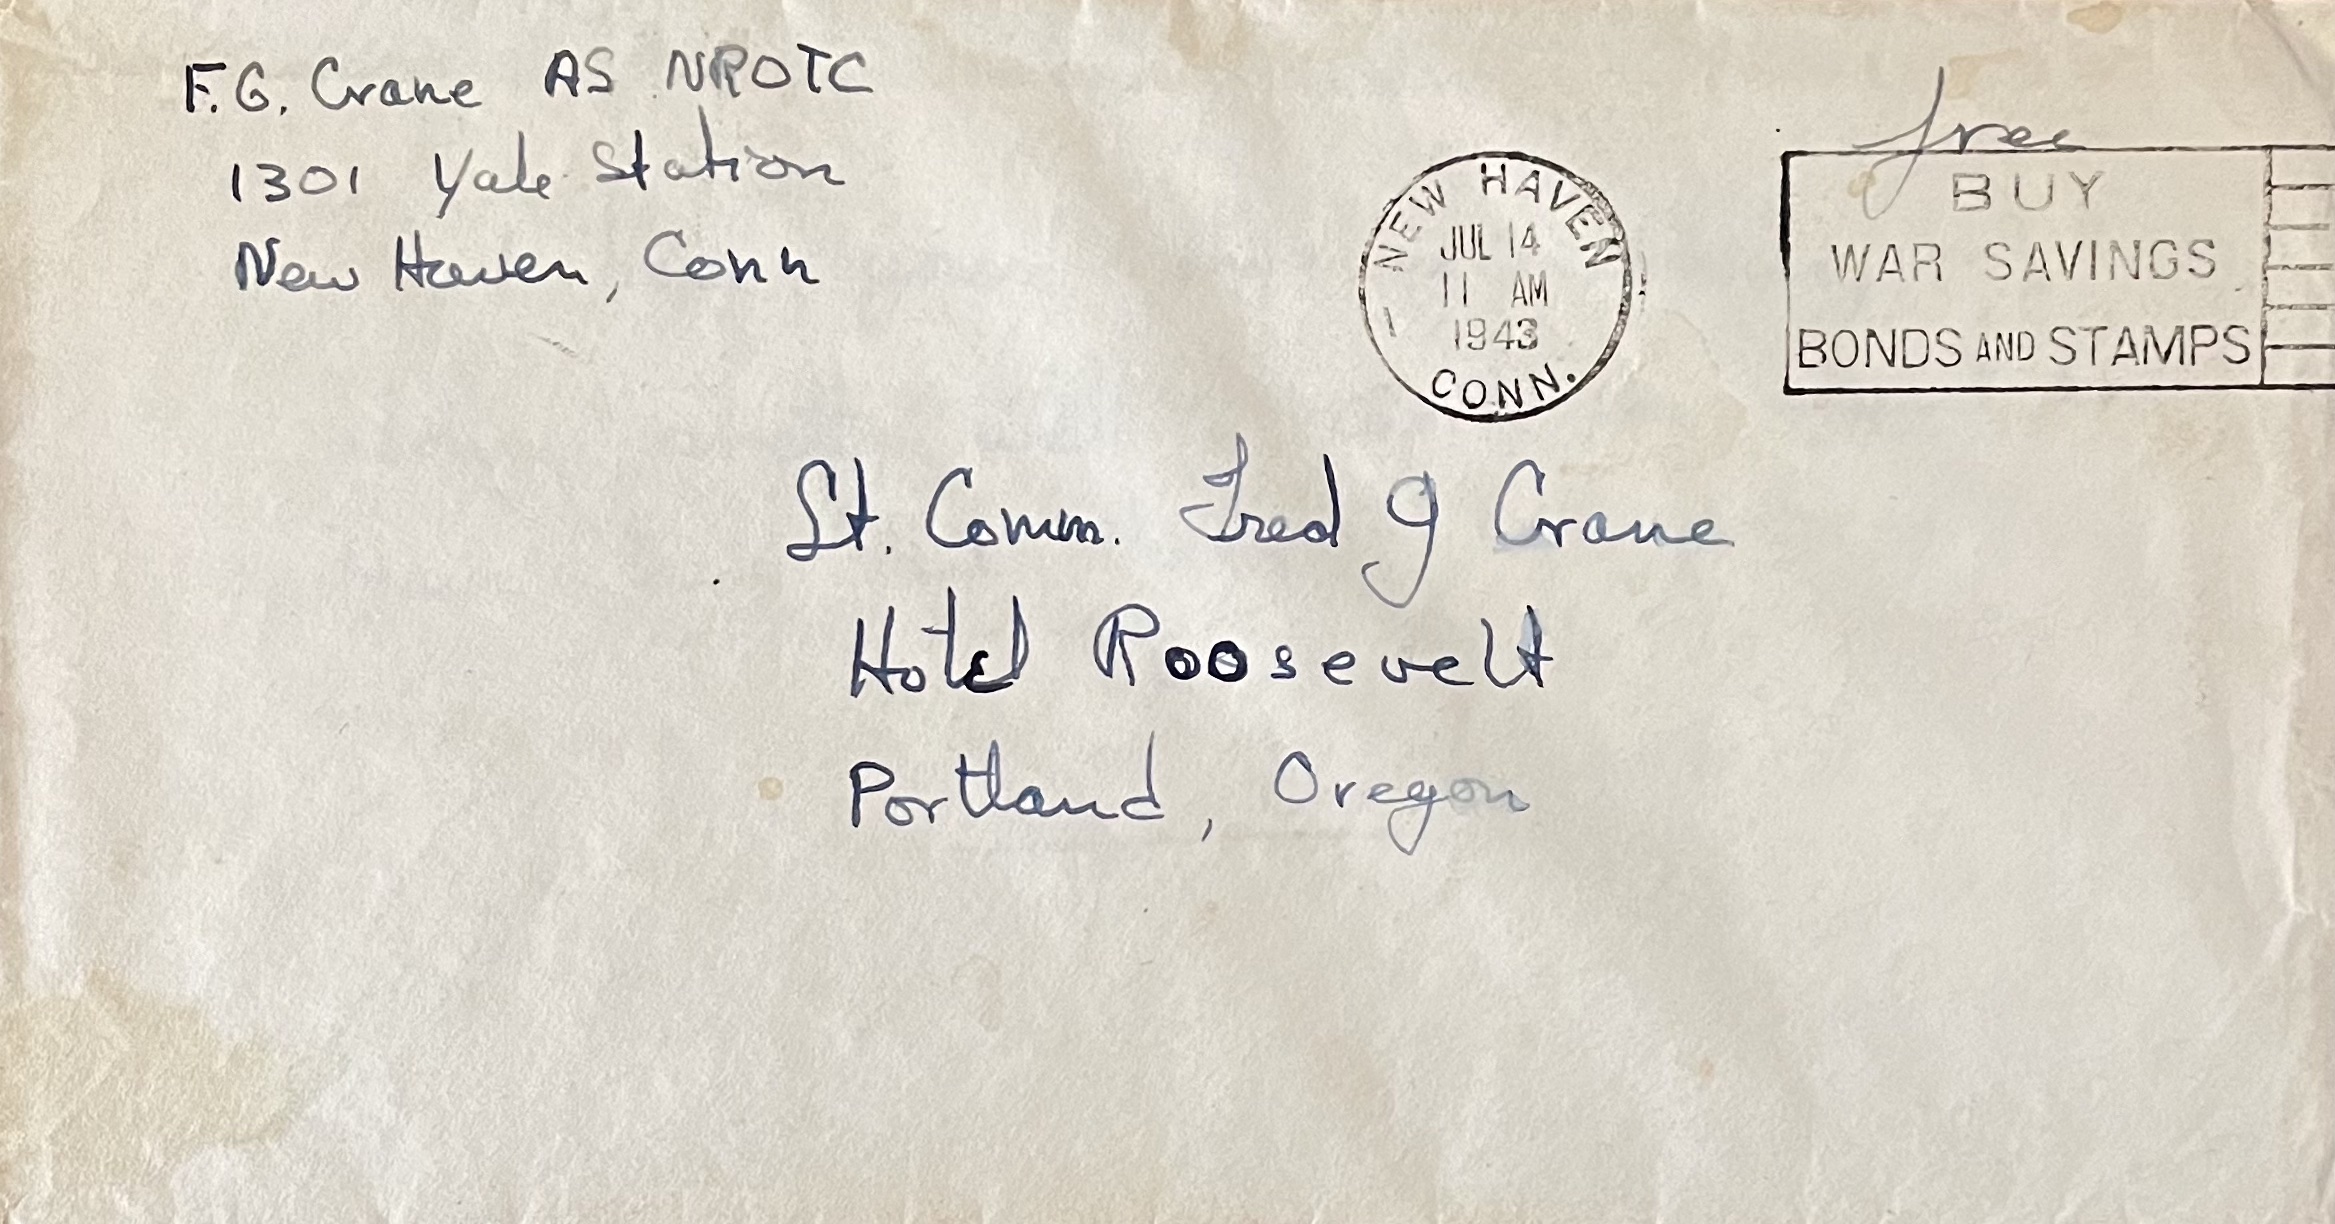 F.G. Crane AS NROTC
1301 Yale Station
New Haven, Conn
free
NEW HAVEN
JUL 14
11 AM
1943
1
CONN.
BUY
WAR SAVINGS
BONDS AND STAMPS
Lt. Comm. Fred G Crane
Hotel Roosevelt
Portland, Oregon